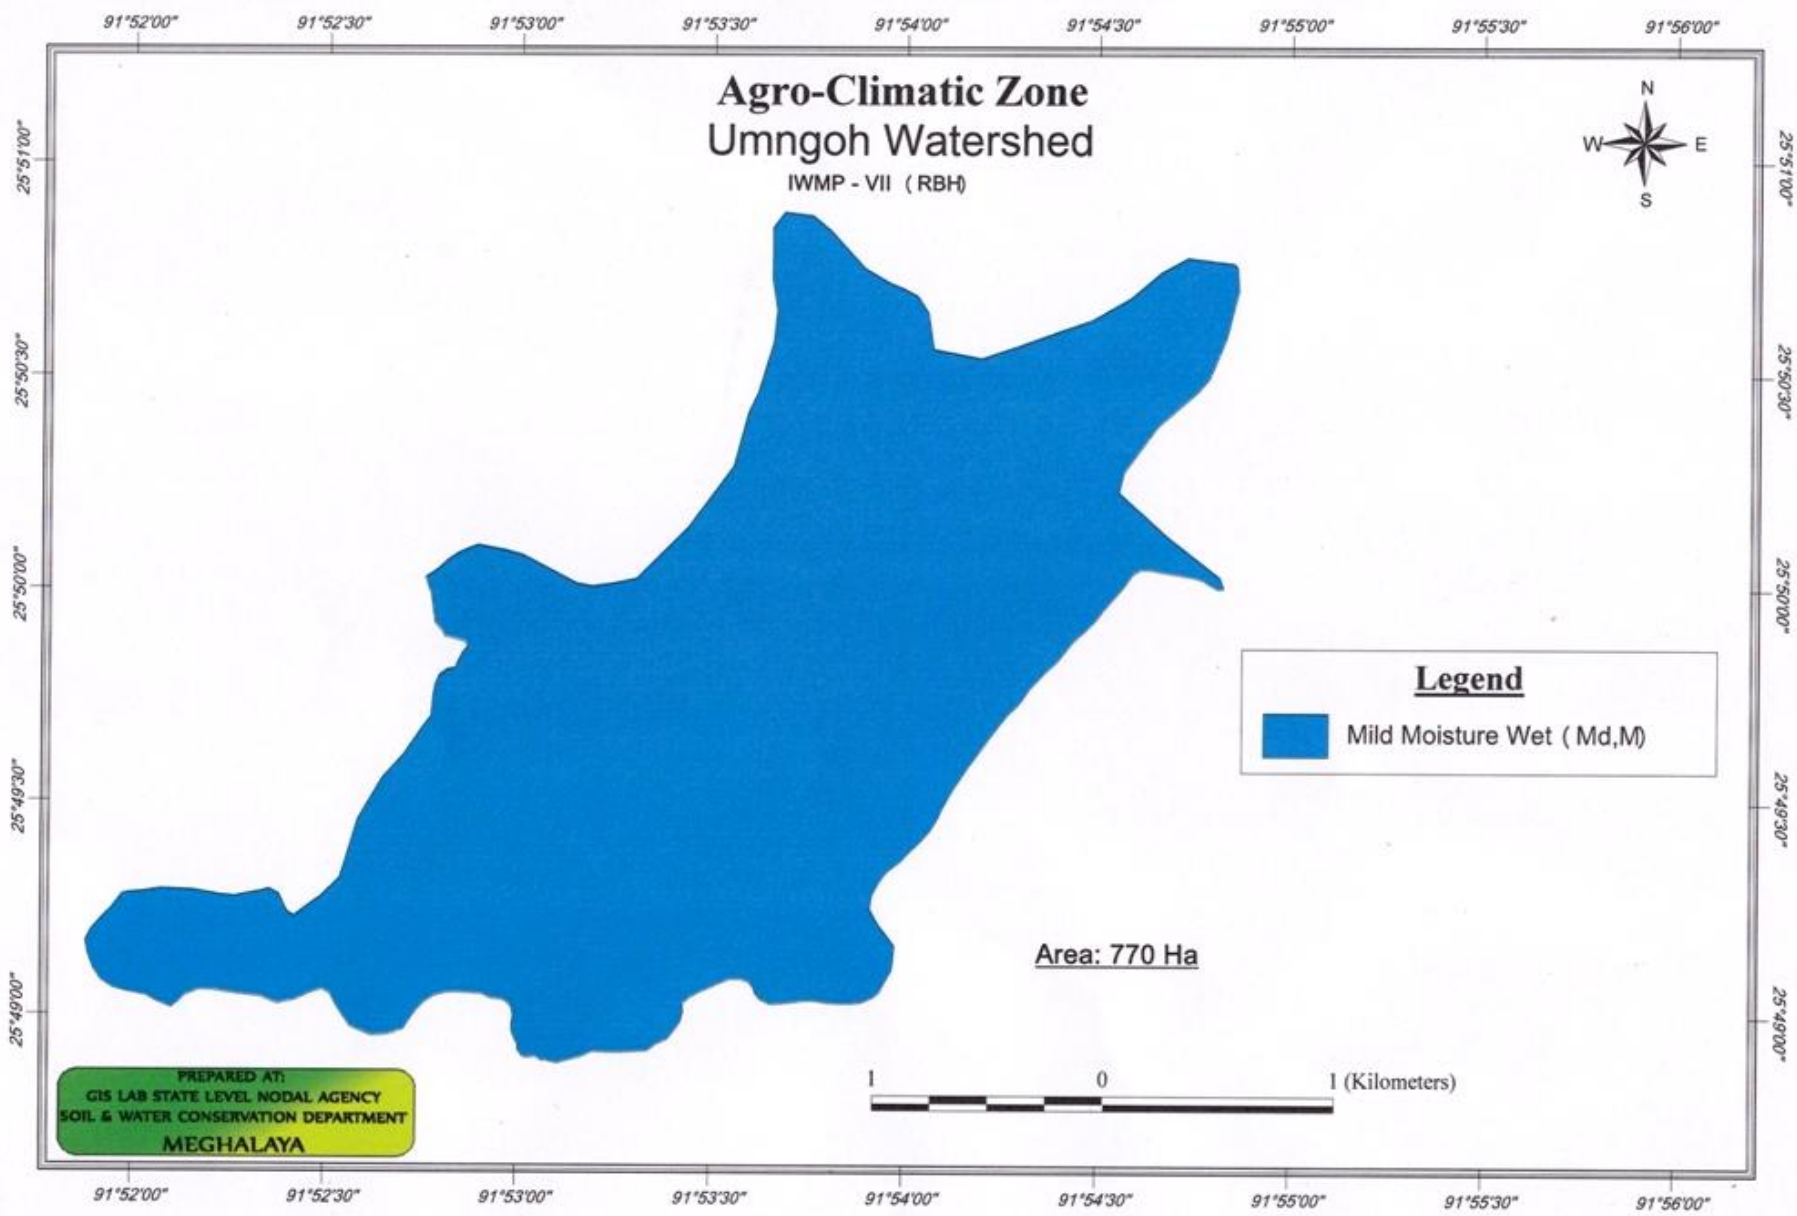 91°52'00" 91°52'30" 91°53'00" 91°53'30" 91°54'00" 91°54'30" 91°55'00" 91°55'30" 91°56'00"
Agro-Climatic Zone
Umngoh Watershed
IWMP - VII ( RBH)
N
W E
S
25°51'00" 25°51'00"
25°50'30" 25°50'30"
25°50'00" 25°50'00"
Legend
Mild Moisture Wet ( Md,M)
25°49'30" 25°49'30"
Area: 770 Ha
25°49'00" 25°49'00"
1 0 1 (Kilometers)
PREPARED AT:
GIS LAB STATE LEVEL NODAL AGENCY
SOIL & WATER CONSERVATION DEPARTMENT
MEGHALAYA
91°52'00" 91°52'30" 91°53'00" 91°53'30" 91°54'00" 91°54'30" 91°55'00" 91°55'30" 91°56'00"